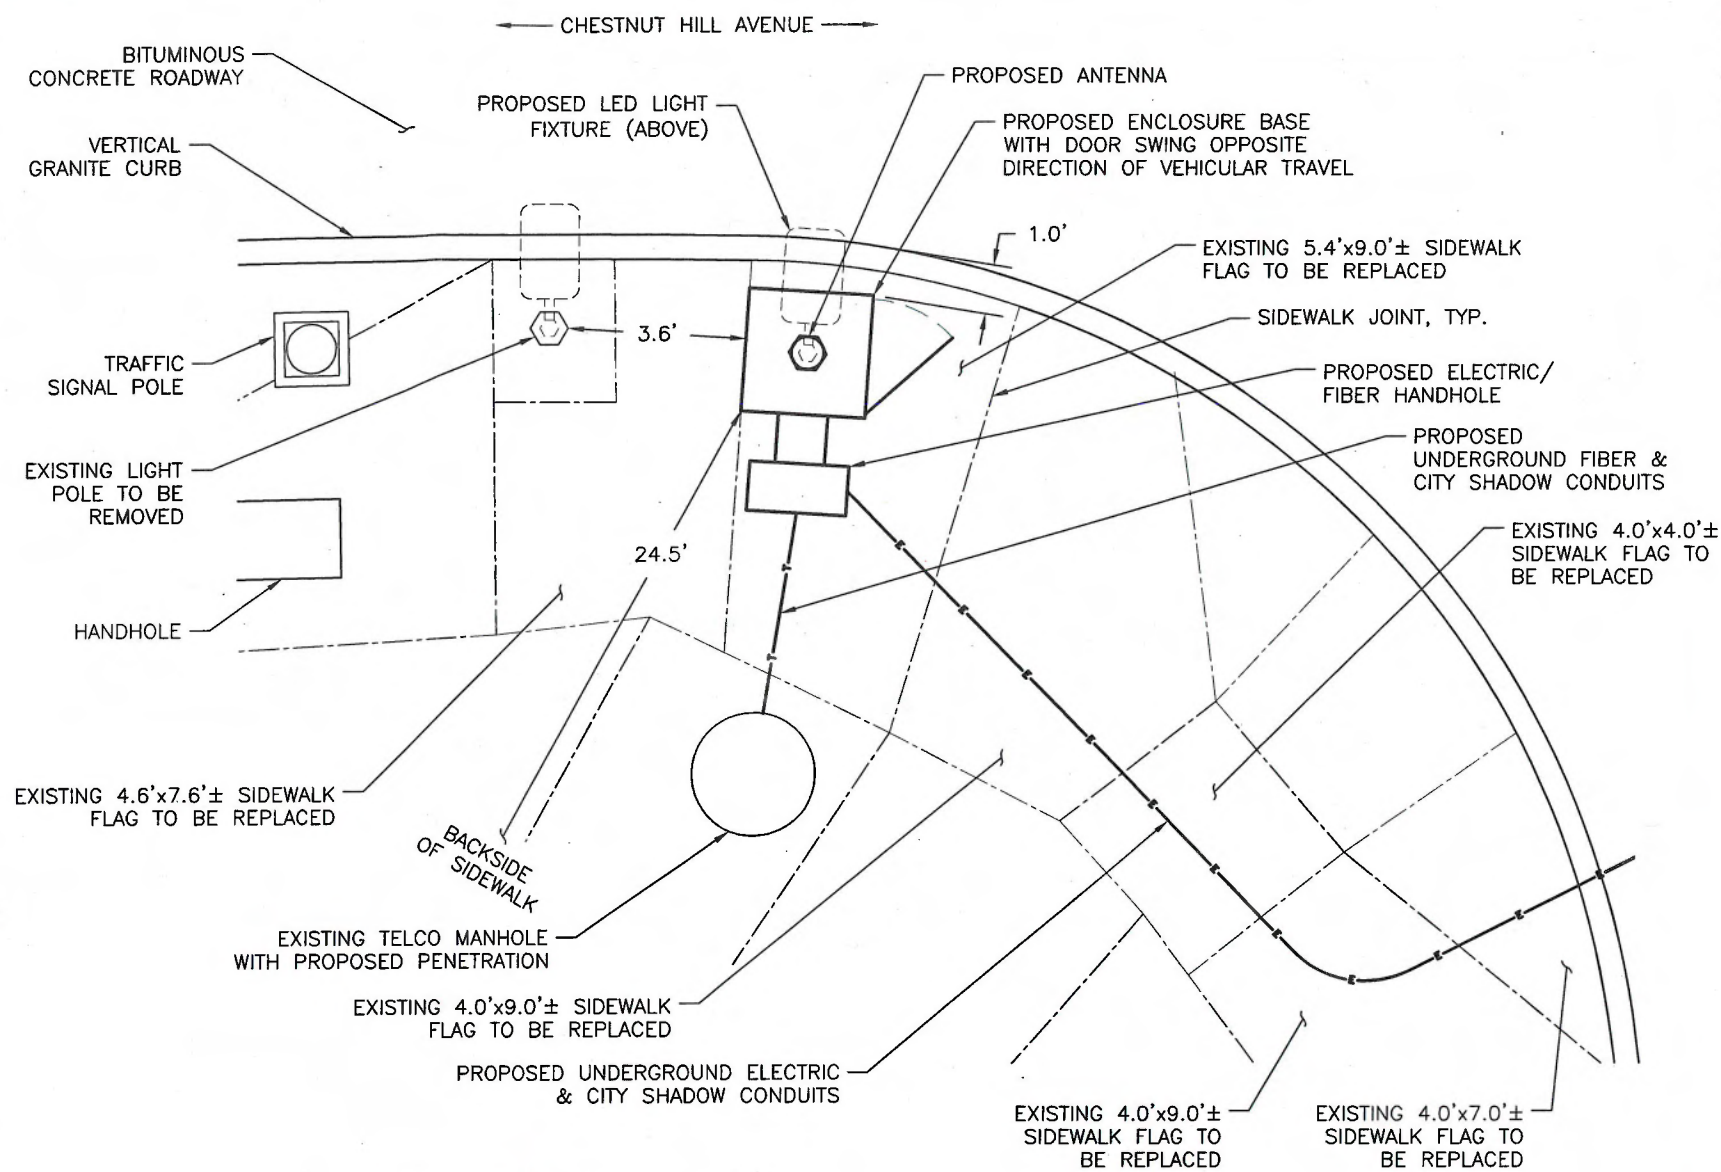 CHESTNUT HILL AVENUE
BITUMINOUS
CONCRETE ROADWAY
VERTICAL
GRANITE CURB
PROPOSED LED LIGHT
FIXTURE (ABOVE)
PROPOSED ANTENNA
PROPOSED ENCLOSURE BASE
WITH DOOR SWING OPPOSITE
DIRECTION OF VEHICULAR TRAVEL
1.0'
EXISTING 5.4'x9.0'± SIDEWALK
FLAG TO BE REPLACED
SIDEWALK JOINT, TYP.
3.6'
TRAFFIC
SIGNAL POLE
PROPOSED ELECTRIC/
FIBER HANDHOLE
PROPOSED
UNDERGROUND FIBER &
CITY SHADOW CONDUITS
EXISTING LIGHT
POLE TO BE
REMOVED
EXISTING 4.0'x4.0'±
SIDEWALK FLAG TO
BE REPLACED
24.5'
T
T
HANDHOLE
E
E
E
E
E
E
E
E
E
E
E
EXISTING 4.6'x7.6'± SIDEWALK
FLAG TO BE REPLACED
BACKSIDE
OF SIDEWALK
EXISTING TELCO MANHOLE
WITH PROPOSED PENETRATION
EXISTING 4.0'x9.0'± SIDEWALK
FLAG TO BE REPLACED
PROPOSED UNDERGROUND ELECTRIC
& CITY SHADOW CONDUITS
EXISTING 4.0'x9.0'±
SIDEWALK FLAG TO
BE REPLACED
EXISTING 4.0'x7.0'±
SIDEWALK FLAG TO
BE REPLACED